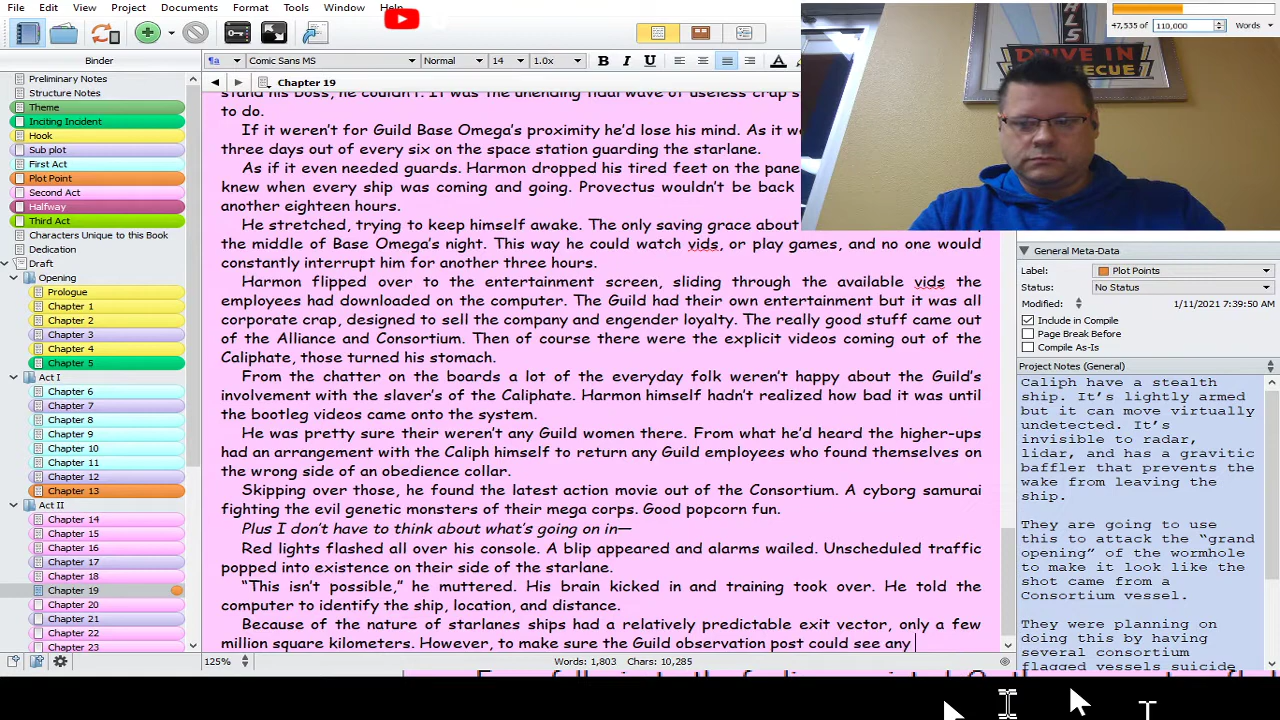 File Edit View Project Documents Format Tools Window Help
47,535 of 110,000 Words
ALS
DRIVE IN
Binder
¶a Comic Sans MS Normal 14 1.0x B I U A
Chapter 19
Preliminary Notes
Structure Notes
Theme
Inciting Incident
Hook
Sub plot
First Act
Plot Point
Second Act
Halfway
Third Act
Characters Unique to this Book
Dedication
Draft
Opening
Prologue
Chapter 1
Chapter 2
Chapter 3
Chapter 4
Chapter 5
Act I
Chapter 6
Chapter 7
Chapter 8
Chapter 9
Chapter 10
Chapter 11
Chapter 12
Chapter 13
Act II
Chapter 14
Chapter 15
Chapter 16
Chapter 17
Chapter 18
Chapter 19
Chapter 20
Chapter 21
Chapter 22
Chapter 23
stand his boss, he couldn't. It was the unending tidal wave of useless crap
to do.
If it weren't for Guild Base Omega's proximity he'd lose his mind. As it
three days out of every six on the space station guarding the starlane.
As if it even needed guards. Harmon dropped his tired feet on the
knew when every ship was coming and going. Provectus wouldn't be back
another eighteen hours.
He stretched, trying to keep himself awake. The only saving grace about
the middle of Base Omega's night. This way he could watch vids, or play games, and no one would
constantly interrupt him for another three hours.
Harmon flipped over to the entertainment screen, sliding through the available vids the
employees had downloaded on the computer. The Guild had their own entertainment but it was all
corporate crap, designed to sell the company and engender loyalty. The really good stuff came out
of the Alliance and Consortium. Then of course there were the explicit videos coming out of the
Caliphate, those turned his stomach.
From the chatter on the boards a lot of the everyday folk weren't happy about the Guild's
involvement with the slaver's of the Caliphate. Harmon himself hadn't realized how bad it was until
the bootleg videos came onto the system.
He was pretty sure their weren't any Guild women there. From what he'd heard the higher-ups
had an arrangement with the Caliph himself to return any Guild employees who found themselves on
the wrong side of an obedience collar.
Skipping over those, he found the latest action movie out of the Consortium. A cyborg samurai
fighting the evil genetic monsters of their mega corps. Good popcorn fun.
Plus I don't have to think about what's going on in—
Red lights flashed all over his console. A blip appeared and alarms wailed. Unscheduled traffic
popped into existence on their side of the starlane.
“This isn't possible,” he muttered. His brain kicked in and training took over. He told the
computer to identify the ship, location, and distance.
Because of the nature of starlanes ships had a relatively predictable exit vector, only a few
million square kilometers. However, to make sure the Guild observation post could see any
125% Words: 1,803 Chars: 10,285
General Meta-Data
Label: Plot Points
Status: No Status
Modified: 1/11/2021 7:39:50 AM
Include in Compile
Page Break Before
Compile As-Is
Project Notes (General)
Caliph have a stealth
ship. It's lightly armed
but it can move virtually
undetected. It's
invisible to radar,
lidar, and has a gravitic
baffler that prevents the
wake from leaving the
ship.
They are going to use
this to attack the “grand
opening” of the wormhole
to make it look like the
shot came from a
Consortium vessel.
They were planning on
doing this by having
several consortium
flagged vessels suicide